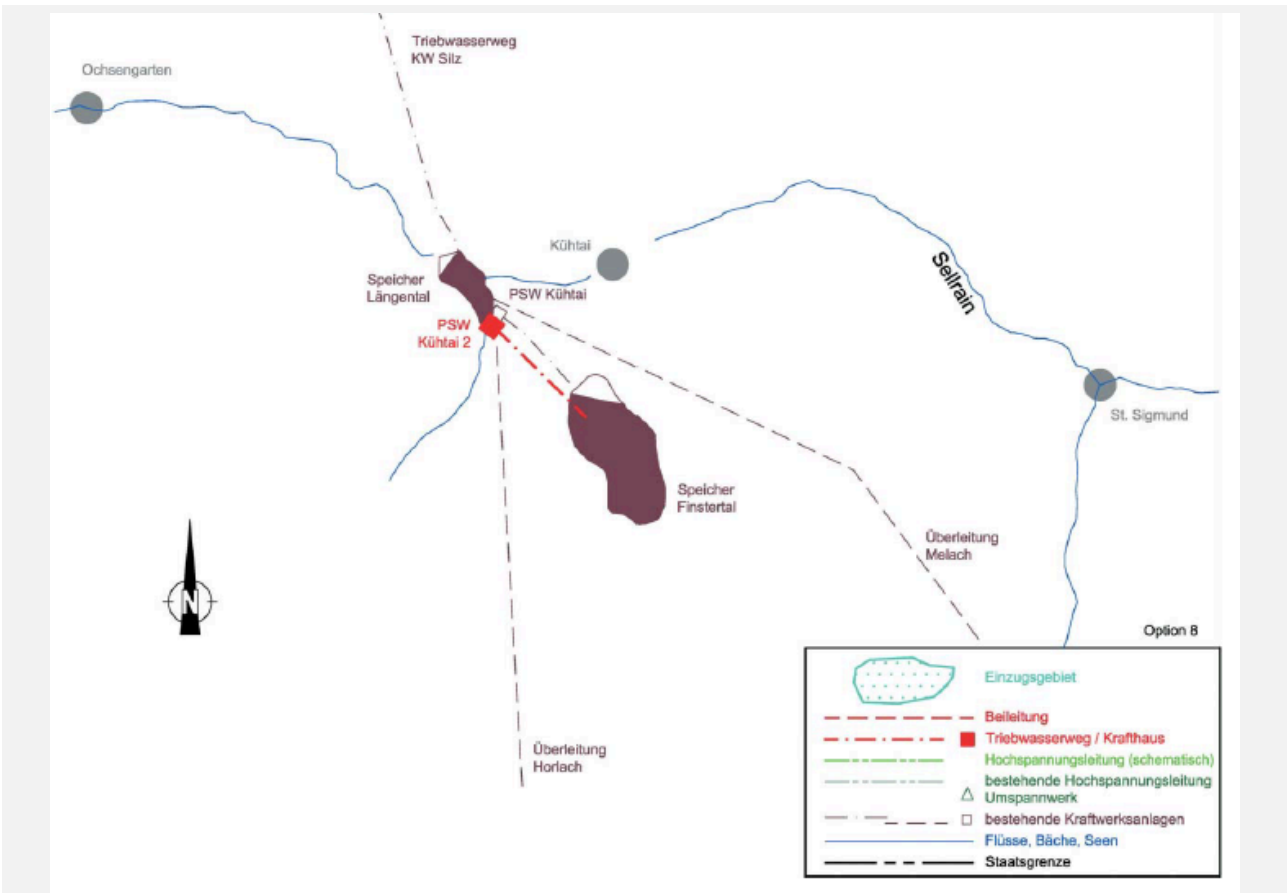 Triebwasserweg
KW Silz
Ochsengarten
Kühtai
Sellrain
Speicher
Längental
PSW Kühtai
PSW
Kühtai 2
St. Sigmund
Speicher
Finstertal
Überleitung
Melach
N
Option 8
Überleitung
Horlach
Einzugsgebiet
Beileitung
Triebwasserweg / Krafthaus
Hochspannungsleitung (schematisch)
bestehende Hochspannungsleitung
Umspannwerk
bestehende Kraftwerksanlagen
Flüsse, Bäche, Seen
Staatsgrenze